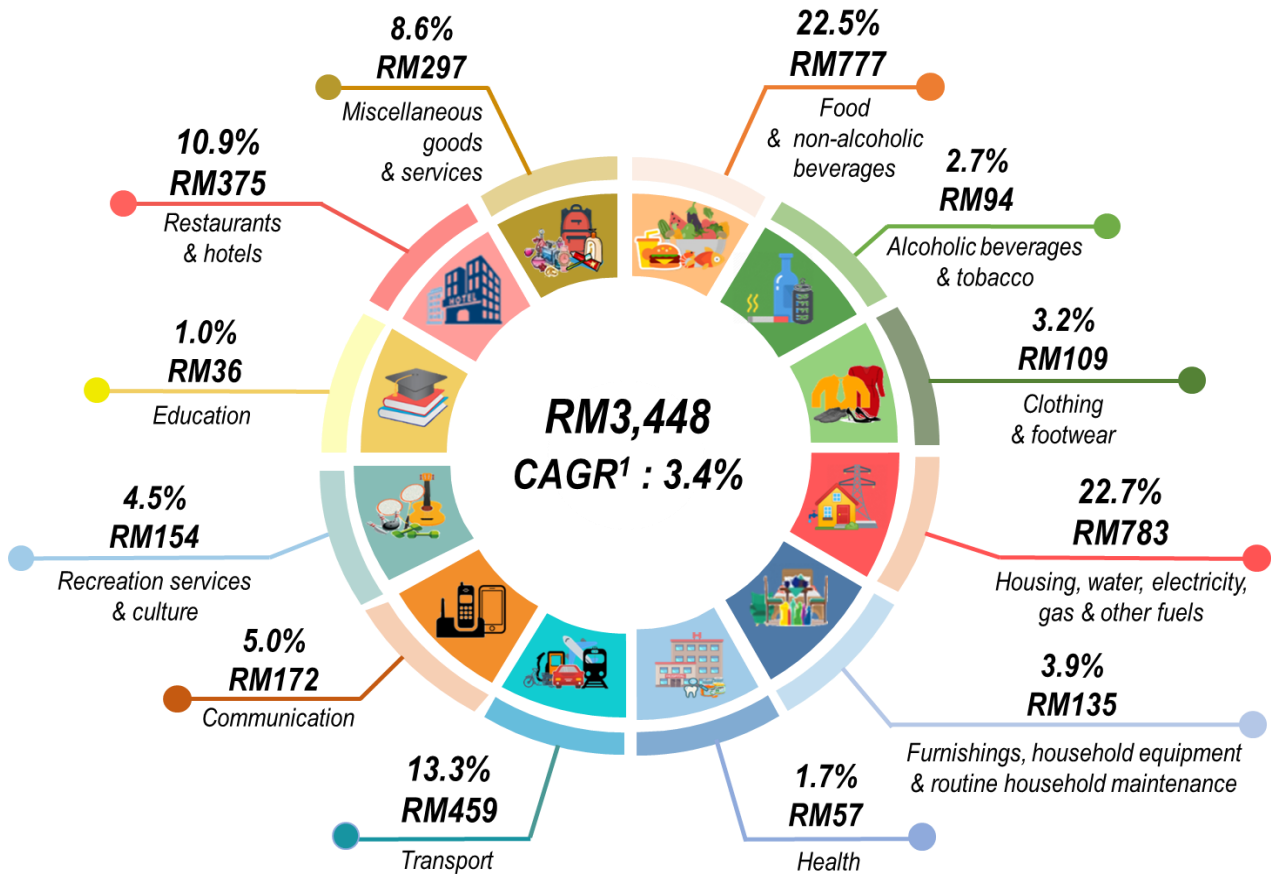 8.6%
RM297
Miscellaneous
goods
& services
22.5%
RM777
Food
& non-alcoholic
beverages
10.9%
RM375
Restaurants
& hotels
2.7%
RM94
Alcoholic beverages
& tobacco
1.0%
RM36
Education
3.2%
RM109
Clothing
& footwear
HOTEL
BEER
RM3,448
CAGR¹ : 3.4%
4.5%
RM154
Recreation services
& culture
22.7%
RM783
Housing, water, electricity,
gas & other fuels
5.0%
RM172
Communication
3.9%
RM135
Furnishings, household equipment
& routine household maintenance
H
13.3%
RM459
Transport
1.7%
RM57
Health